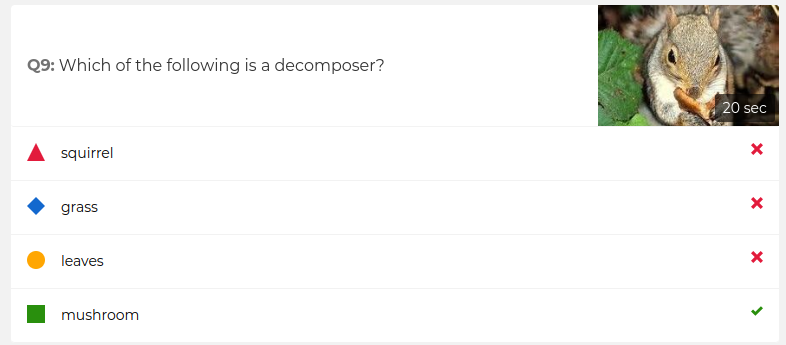 Q9: Which of the following is a decomposer?
20 sec
squirrel
grass
leaves
mushroom